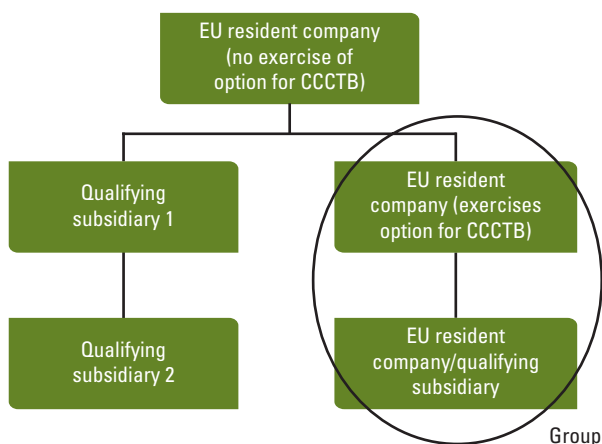 EU resident company
(no exercise of
option for CCCTB)
Qualifying
subsidiary 1
EU resident
company (exercises
option for CCCTB)
Qualifying
subsidiary 2
EU resident
company/qualifying
subsidiary
Group